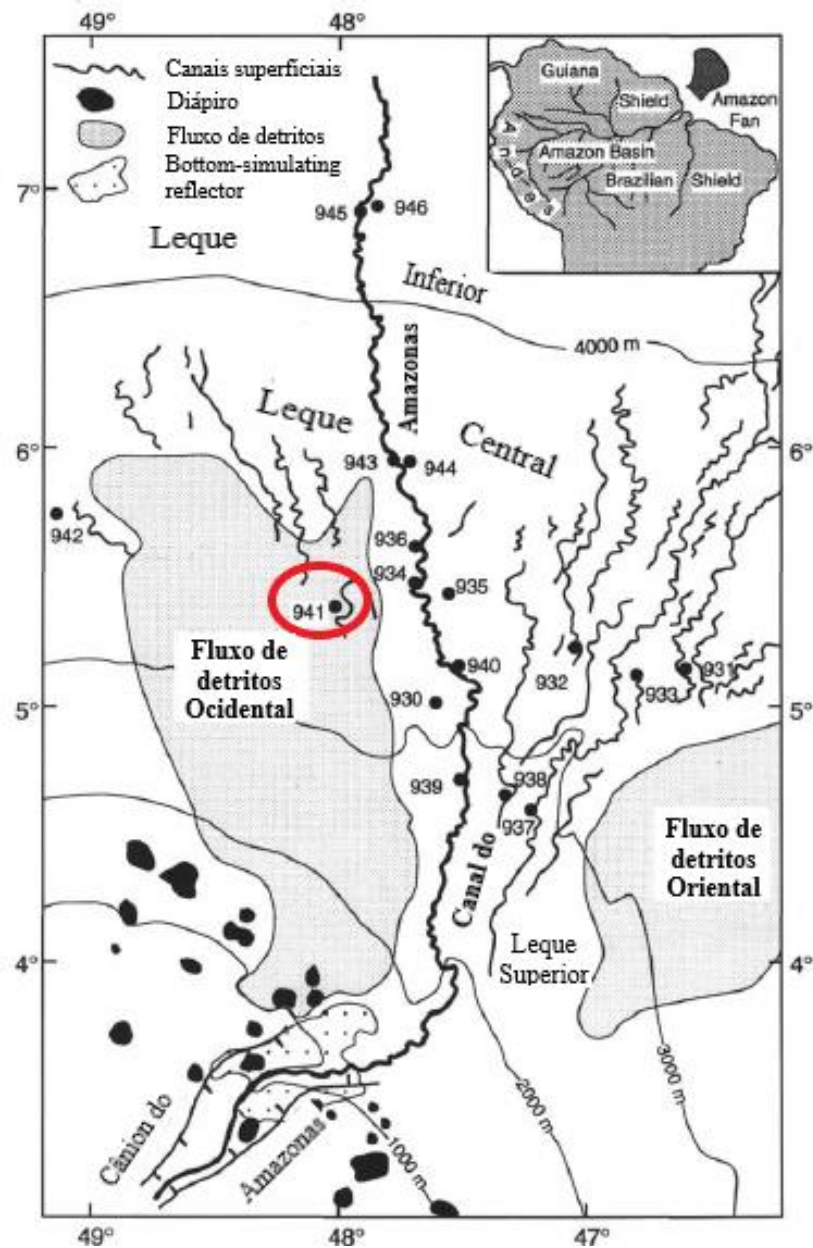 49°
48°
Canais superficiais
Diápiro
Fluxo de detritos
Bottom-simulating
reflector
Guiana
Shield
Amazon
Fan
Andes
Amazon Basin
Brazilian
Shield
7°
945
946
Leque
Inferior
4000 m
Amazonas
Leque
Central
6°
6°
943
944
942
936
934
935
941
Fluxo de
detritos
Ocidental
940
932
931
933
930
5°
5°
939
938
937
Canal do
Fluxo de
detritos
Oriental
Leque
Superior
4°
4°
3000 m
2000 m
1000 m
Cânion do
Amazonas
49°
48°
47°